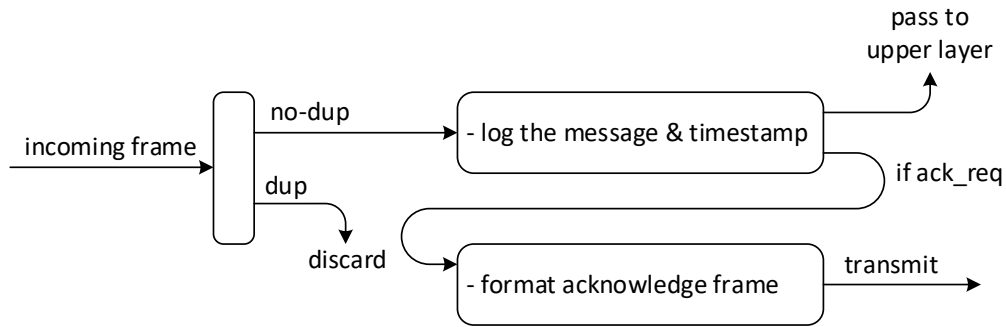 pass to
upper layer
no-dup
- log the message & timestamp
incoming frame
if ack_req
dup
discard
- format acknowledge frame
transmit